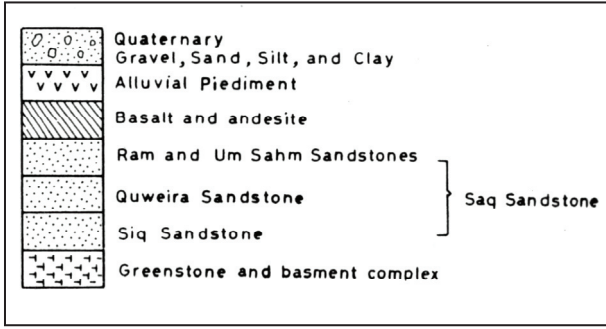 Quaternary
Gravel, Sand, Silt, and Clay
Alluvial Piediment
Basalt and andesite
Ram and Um Sahm Sandstones
Quweira Sandstone
Saq Sandstone
Siq Sandstone
Greenstone and basment complex